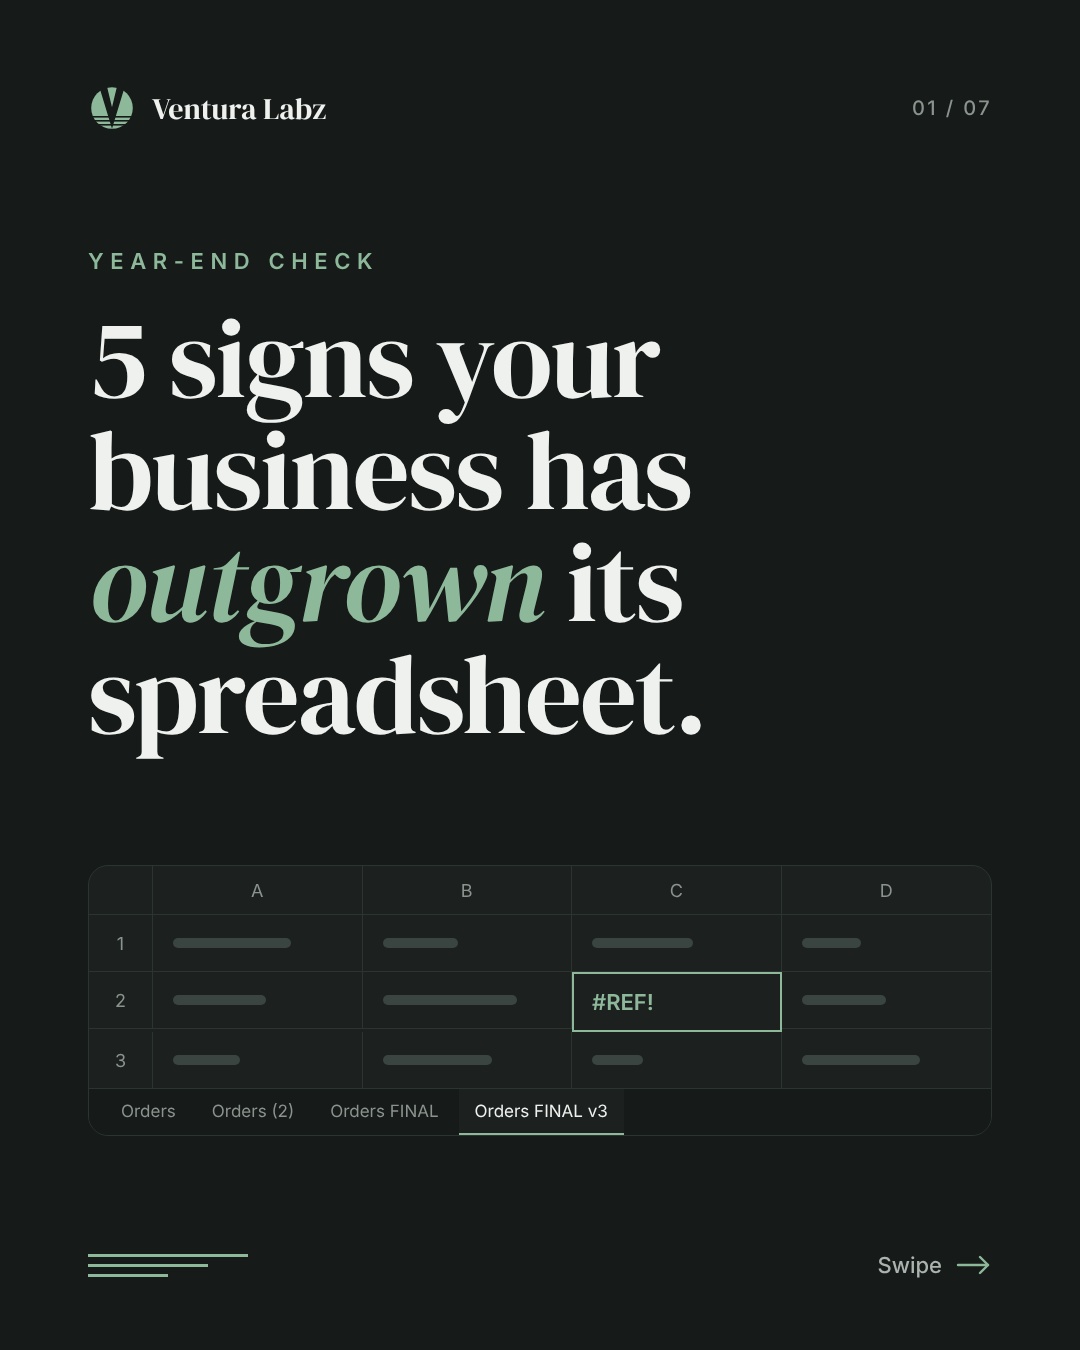 Ventura Labz
01 / 07
YEAR-END CHECK
5 signs your
business has
outgrown its
spreadsheet.
A B C D
1
2 #REF!
3
Orders Orders (2) Orders FINAL Orders FINAL v3
Swipe